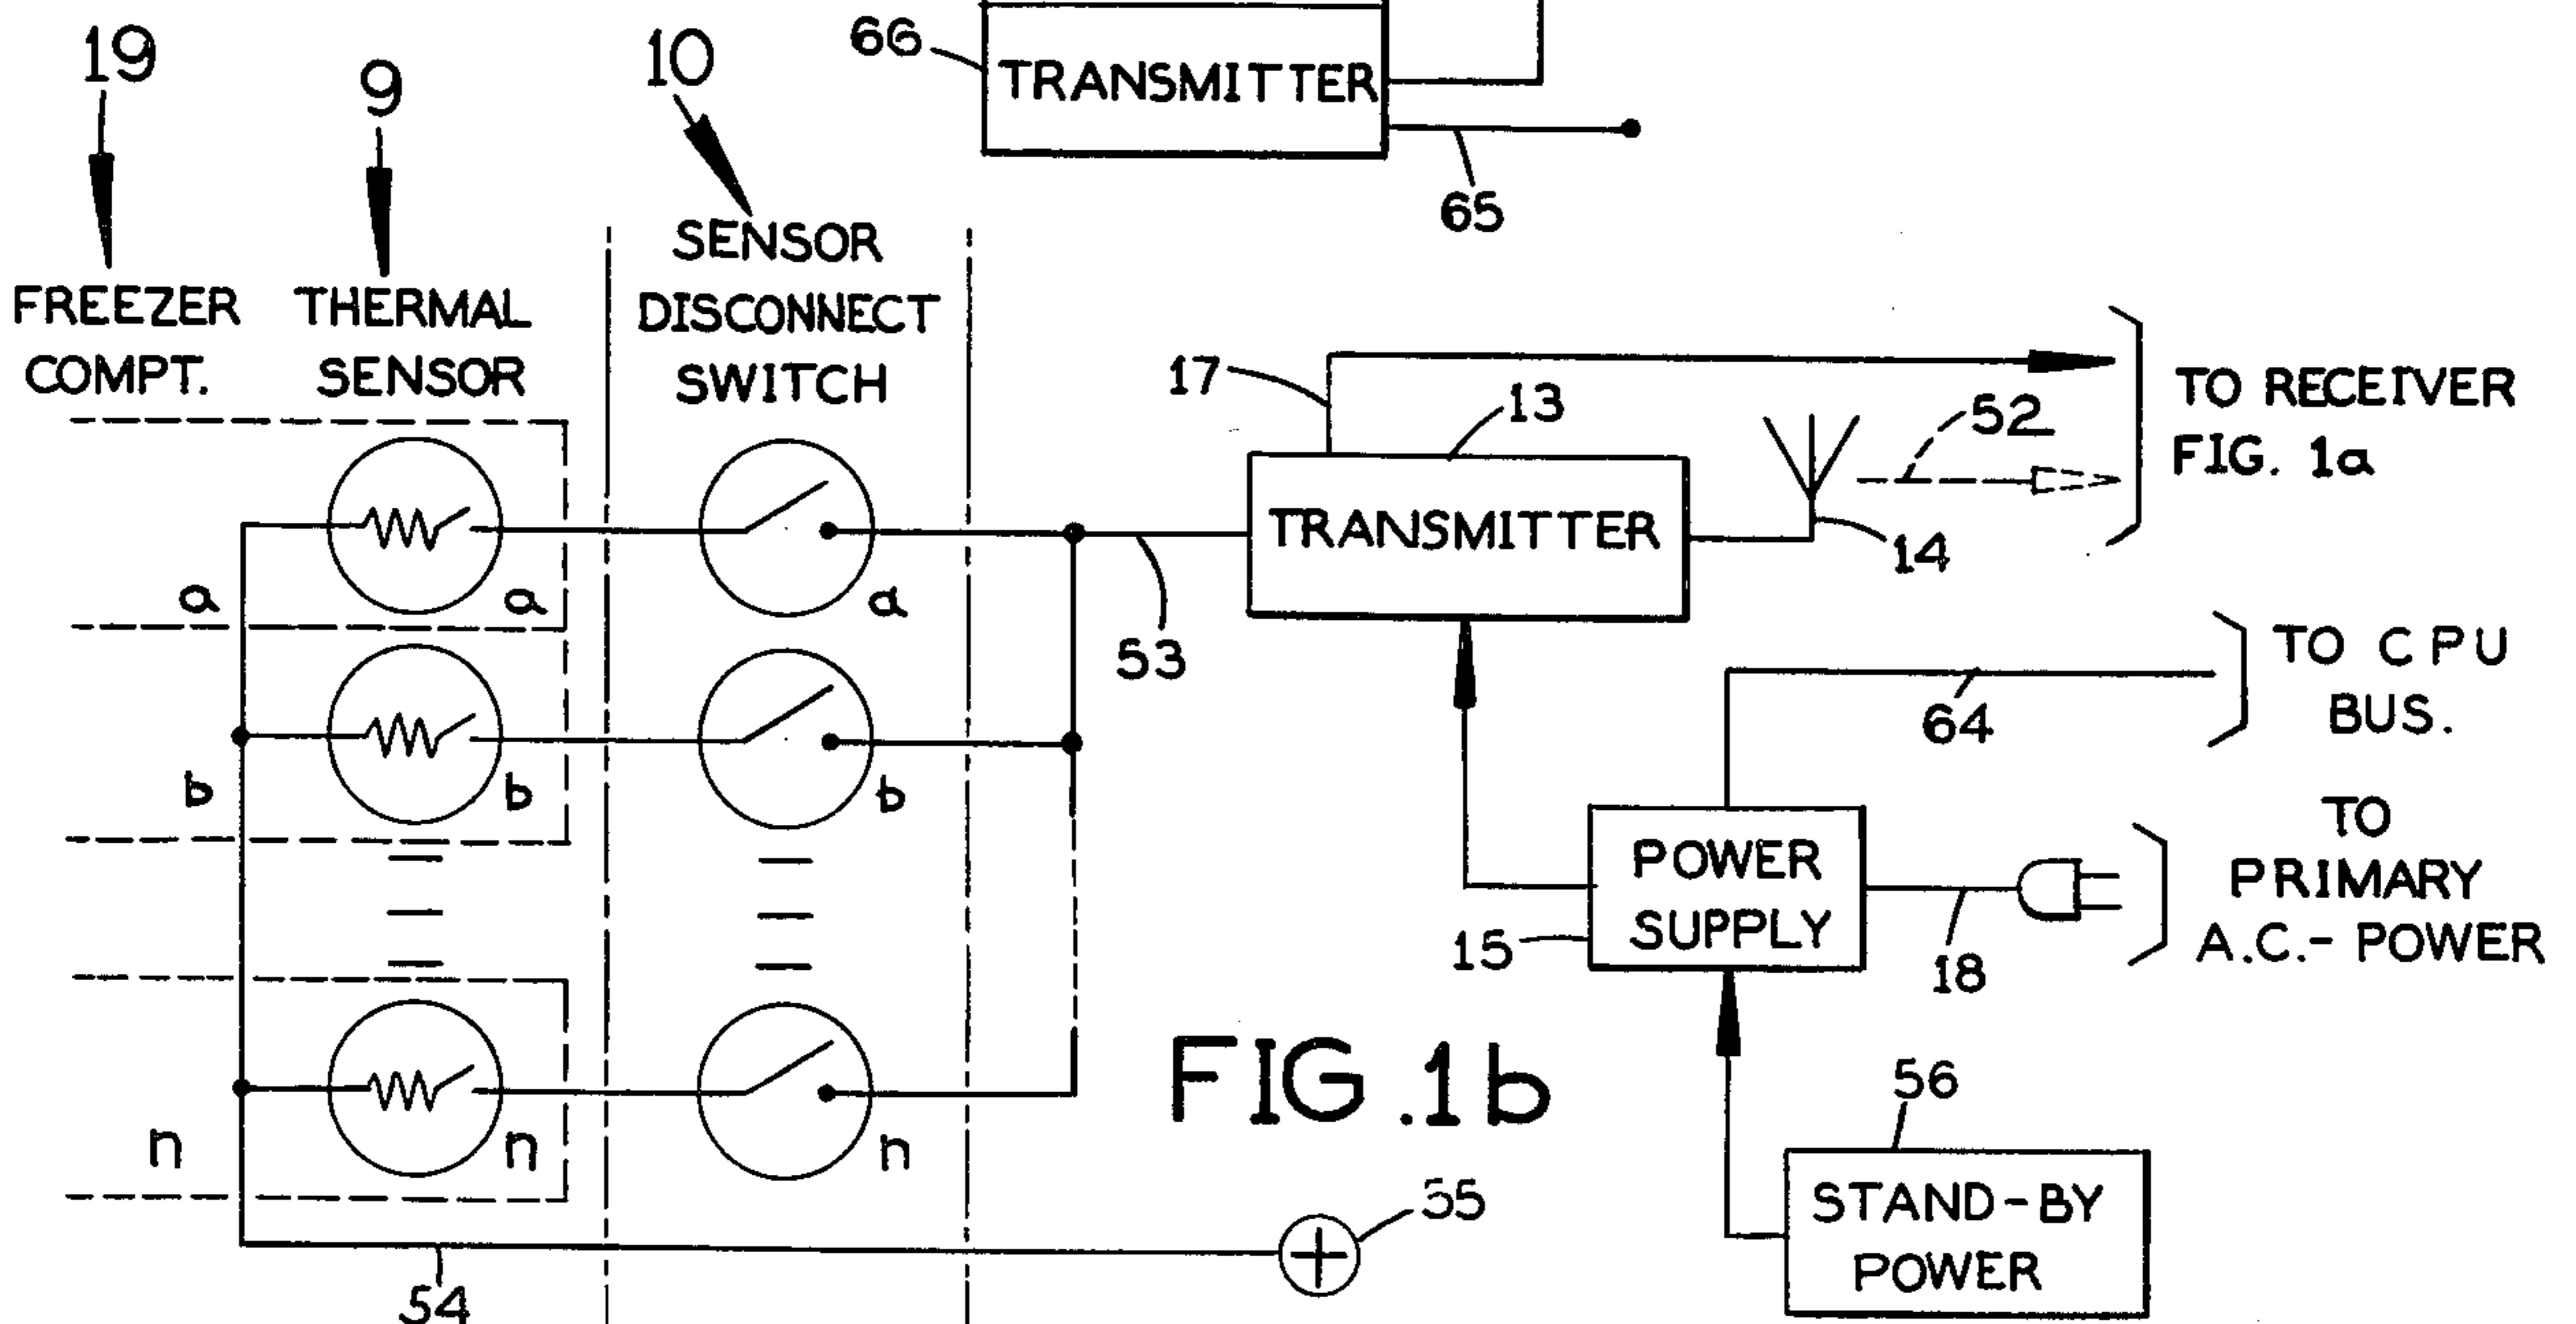 66
TRANSMITTER
65
19
9
10
FREEZER
COMPT.
THERMAL
SENSOR
SENSOR
DISCONNECT
SWITCH
17
13
TRANSMITTER
52
14
TO RECEIVER
FIG. 1a
a
a
a
53
b
b
b
64
TO CPU
BUS.
15
POWER
SUPPLY
18
TO
PRIMARY
A.C.- POWER
n
n
n
FIG.1b
56
STAND-BY
POWER
54
55